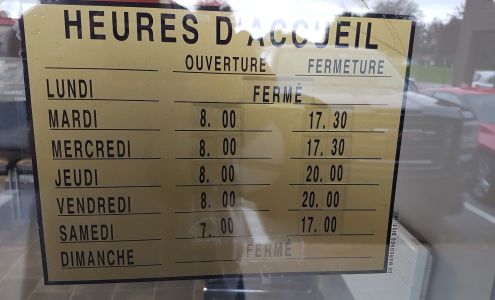 HEURES D'ACCUEIL
OUVERTURE FERMETURE
LUNDI FERMÉ
MARDI 8. 00 17. 30
MERCREDI 8. 00 17. 30
JEUDI 8. 00 20. 00
VENDREDI 8. 00 20. 00
SAMEDI 7. 00 17. 00
DIMANCHE FERMÉ